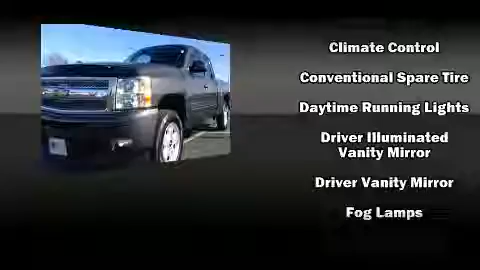 Climate Control
Conventional Spare Tire
Daytime Running Lights
Driver Illuminated
Vanity Mirror
Driver Vanity Mirror
Fog Lamps